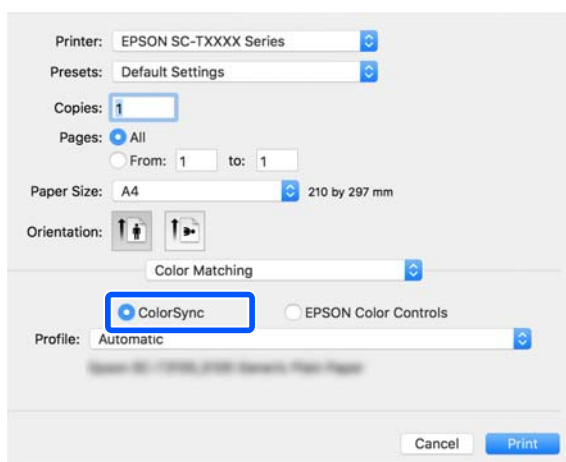 Printer: EPSON SC-TXXXX Series
Presets: Default Settings
Copies: 1
Pages: All
From: 1 to: 1
Paper Size: A4 210 by 297 mm
Orientation:
Color Matching
ColorSync EPSON Color Controls
Profile: Automatic
Cancel Print